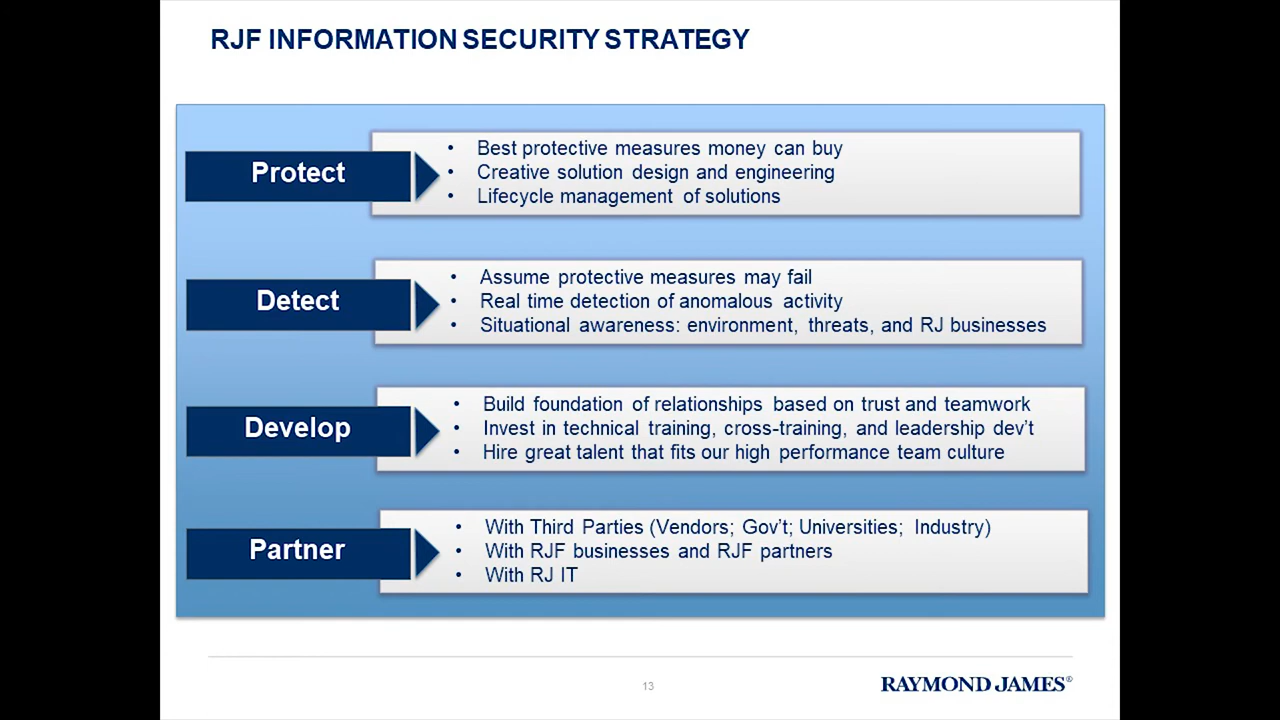 RJF INFORMATION SECURITY STRATEGY
Protect
• Best protective measures money can buy
• Creative solution design and engineering
• Lifecycle management of solutions
Detect
• Assume protective measures may fail
• Real time detection of anomalous activity
• Situational awareness: environment, threats, and RJ businesses
Develop
• Build foundation of relationships based on trust and teamwork
• Invest in technical training, cross-training, and leadership dev’t
• Hire great talent that fits our high performance team culture
Partner
• With Third Parties (Vendors; Gov’t; Universities; Industry)
• With RJF businesses and RJF partners
• With RJ IT
13
RAYMOND JAMES®